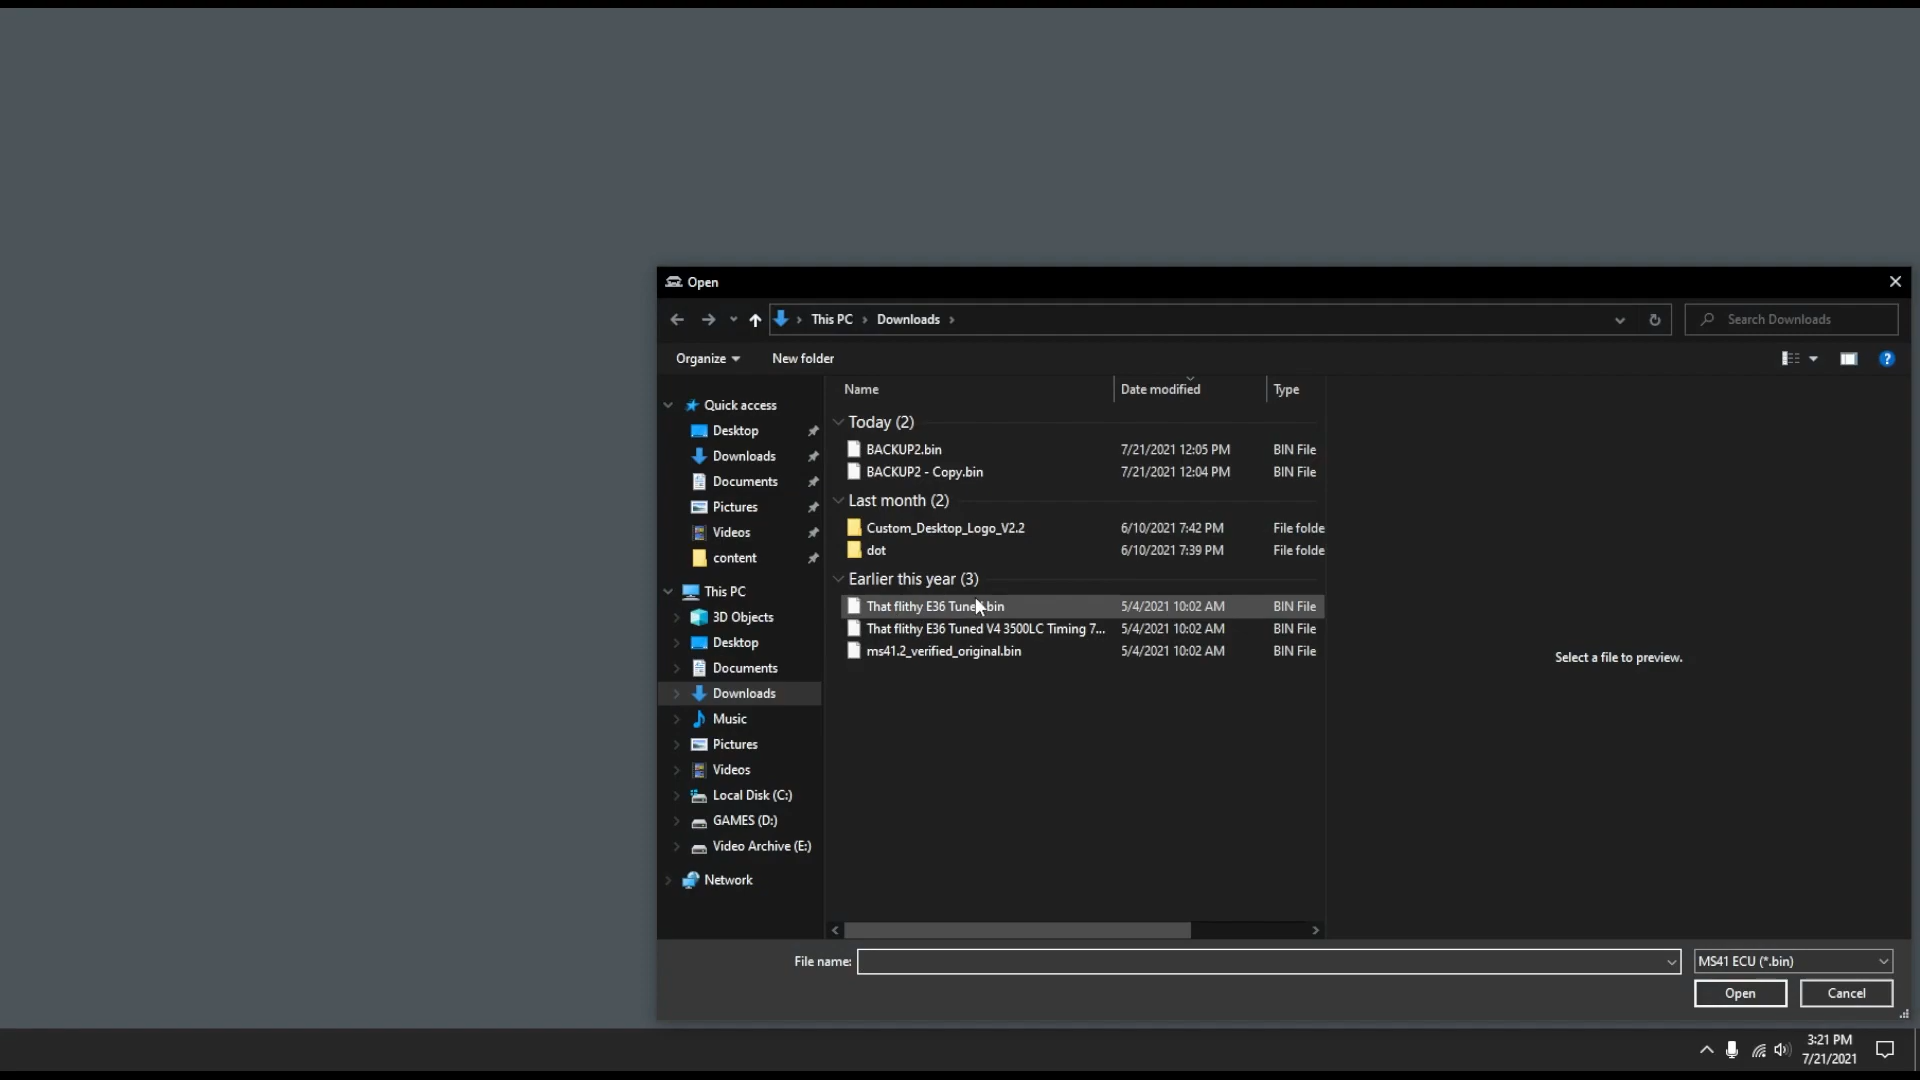 Open
This PC > Downloads >
Search Downloads
Organize
New folder
Name Date modified Type
Quick access
Desktop
Downloads
Documents
Pictures
Videos
content
This PC
3D Objects
Desktop
Documents
Downloads
Music
Pictures
Videos
Local Disk (C:)
GAMES (D:)
Video Archive (E:)
Network
Today (2)
BACKUP2.bin 7/21/2021 12:05 PM BIN File
BACKUP2 - Copy.bin 7/21/2021 12:04 PM BIN File
Last month (2)
Custom_Desktop_Logo_V2.2 6/10/2021 7:42 PM File folde
dot 6/10/2021 7:39 PM File folde
Earlier this year (3)
That flithy E36 Tuned.bin 5/4/2021 10:02 AM BIN File
That flithy E36 Tuned V4 3500LC Timing 7... 5/4/2021 10:02 AM BIN File
ms41.2_verified_original.bin 5/4/2021 10:02 AM BIN File
Select a file to preview.
File name:
MS41 ECU (*.bin)
Open
Cancel
3:21 PM
7/21/2021